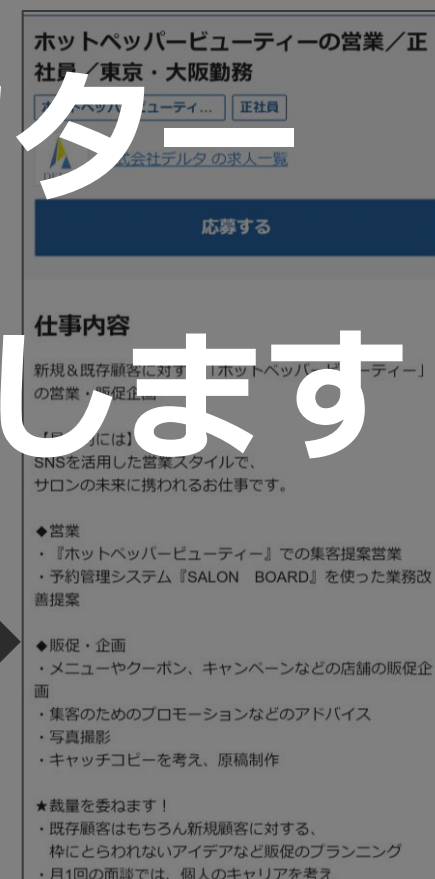 ホットペッパービューティーの営業／正
社員／東京・大阪勤務
ター
正社員
式会社デルタ の求人一覧
応募する
仕事内容
新規＆既存顧客に対す
ティー」
の営業・販促企画
します
SNSを活用した営業スタイルで、
サロンの未来に携われるお仕事です。
◆営業
・『ホットペッパービューティー』での集客提案営業
・予約管理システム『SALON　BOARD』を使った業務改
善提案
◆販促・企画
・メニューやクーポン、キャンペーンなどの店舗の販促企
画
・集客のためのプロモーションなどのアドバイス
・写真撮影
・キャッチコピーを考え、原稿制作
★裁量を委ねます！
・既存顧客はもちろん新規顧客に対する、
枠にとらわれないアイデアなど販促のプランニング
・月1回の面談では、個人のキャリアを考え